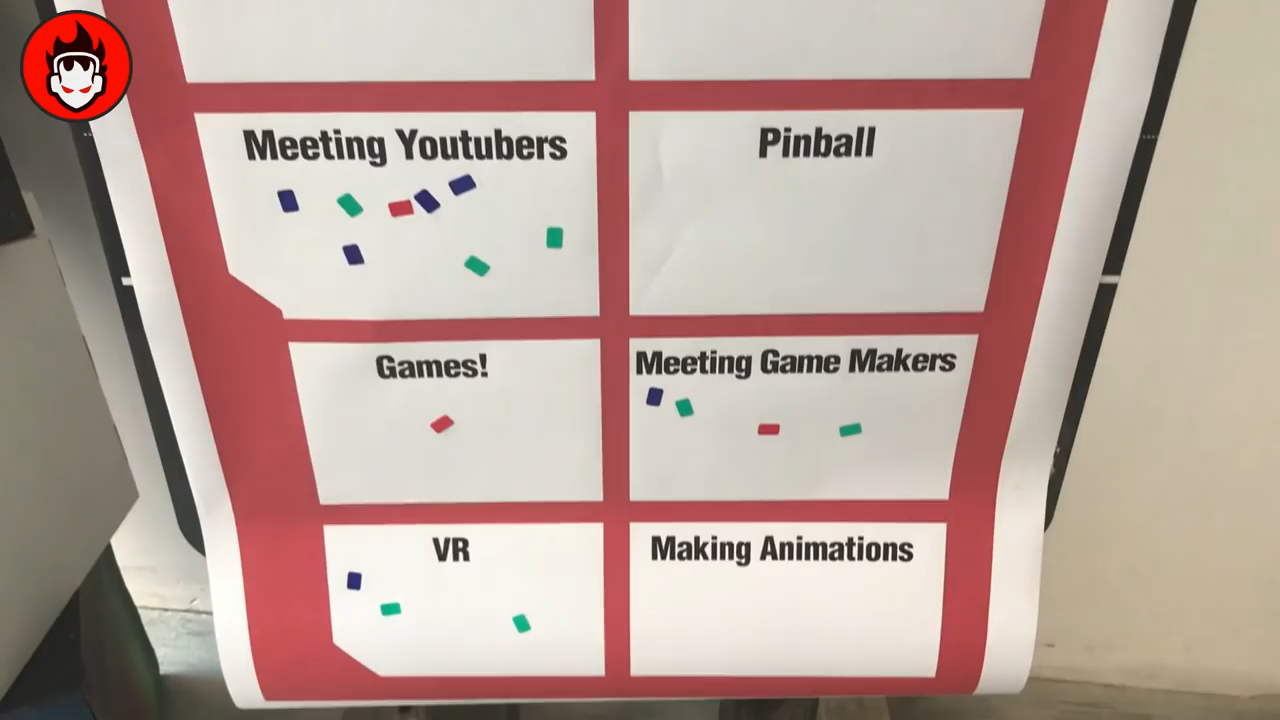 Meeting Youtubers
Pinball
Games!
Meeting Game Makers
VR
Making Animations